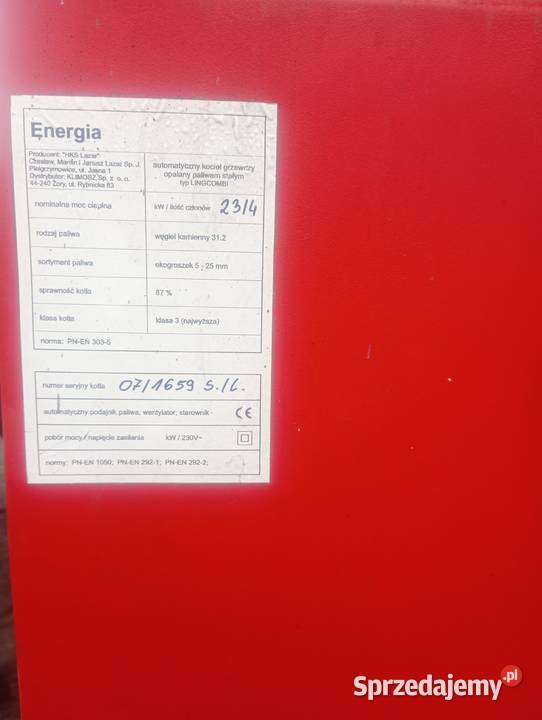 Energia
Producent: "HKS Lazar"
Czesław, Marcin i Janusz Lazar Sp. J.
Pielgrzymowice, ul. Jasna 1
Dystrybutor: KLIMOSZ Sp. z o. o.
44-240 Żory, ul. Rybnicka 83
automatyczny kocioł grzewczy
opalany paliwem stałym
typ LINGCOMBI
nominalna moc cieplna kW / ilość członów 23/4
rodzaj paliwa węgiel kamienny 31.2
sortyment paliwa ekogroszek 5 - 25 mm
sprawność kotła 87 %
klasa kotła klasa 3 (najwyższa)
norma: PN-EN 303-5
numer seryjny kotła 07/1659 S./L.
automatyczny podajnik paliwa, wentylator, sterownik CE
pobór mocy / napięcie zasilania kW / 230V~
normy: PN-EN 1050; PN-EN 292-1; PN-EN 292-2;
Sprzedajemy.pl